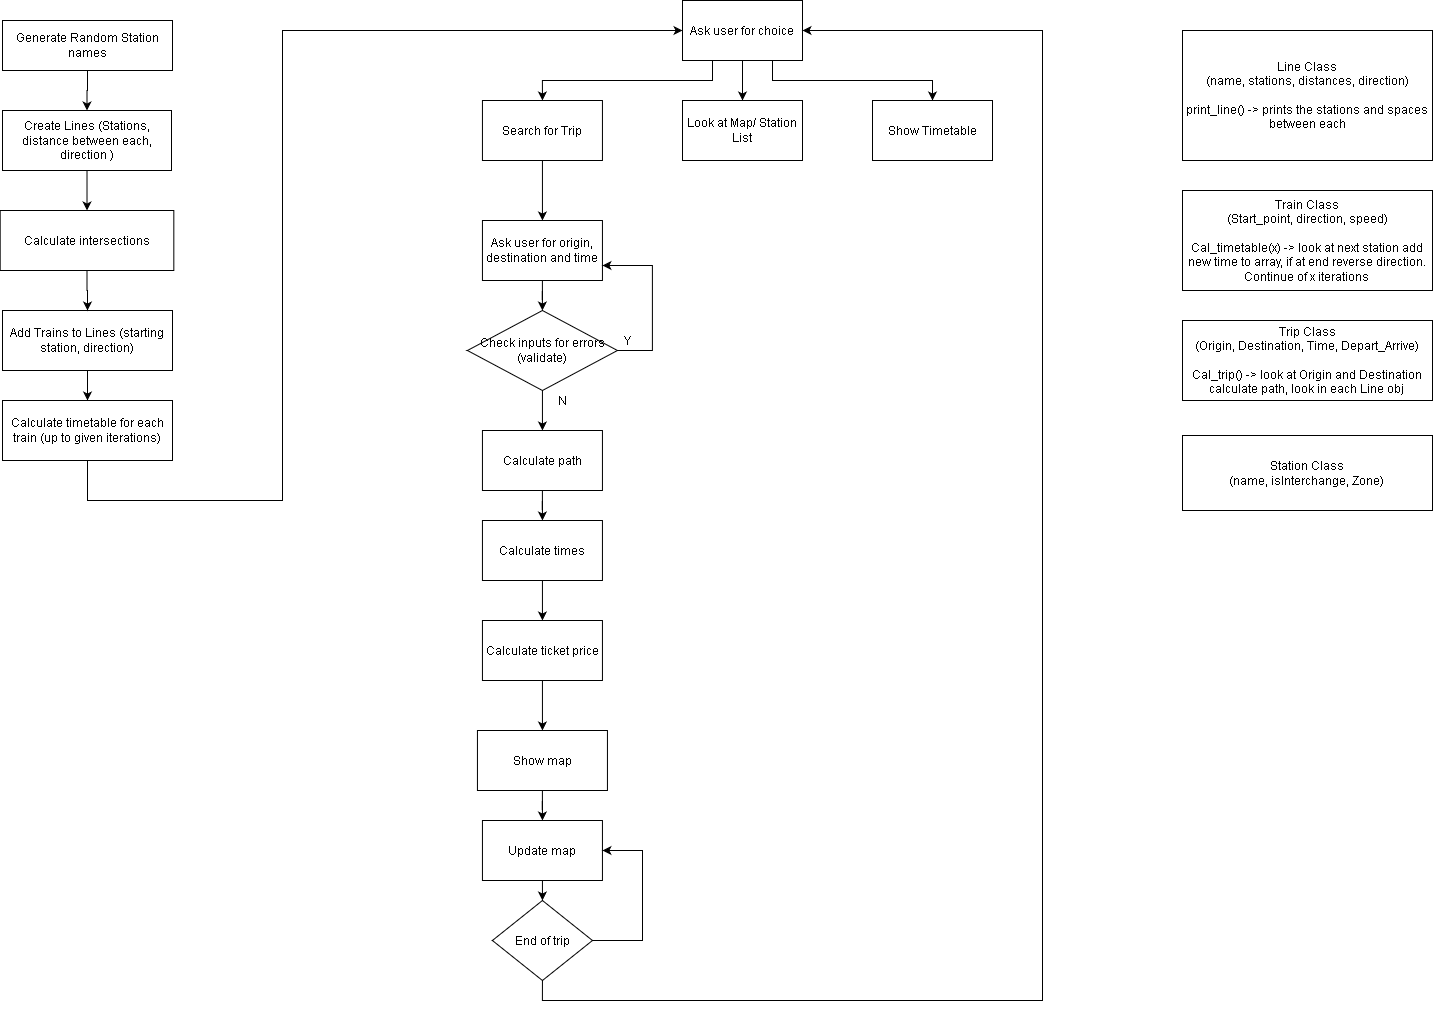 Generate Random Station
names
Create Lines (Stations,
distance between each,
direction )
Calculate intersections
Add Trains to Lines (starting
station, direction)
Calculate timetable for each
train (up to given iterations)
Ask user for choice
Search for Trip
Look at Map/ Station
List
Show Timetable
Ask user for origin,
destination and time
Check inputs for errors
(validate)
Y
N
Calculate path
Calculate times
Calculate ticket price
Show map
Update map
End of trip
Line Class
(name, stations, distances, direction)
print_line() -> prints the stations and spaces
between each
Train Class
(Start_point, direction, speed)
Cal_timetable(x) -> look at next station add
new time to array, if at end reverse direction.
Continue of x iterations
Trip Class
(Origin, Destination, Time, Depart_Arrive)
Cal_trip() -> look at Origin and Destination
calculate path, look in each Line obj
Station Class
(name, isInterchange, Zone)